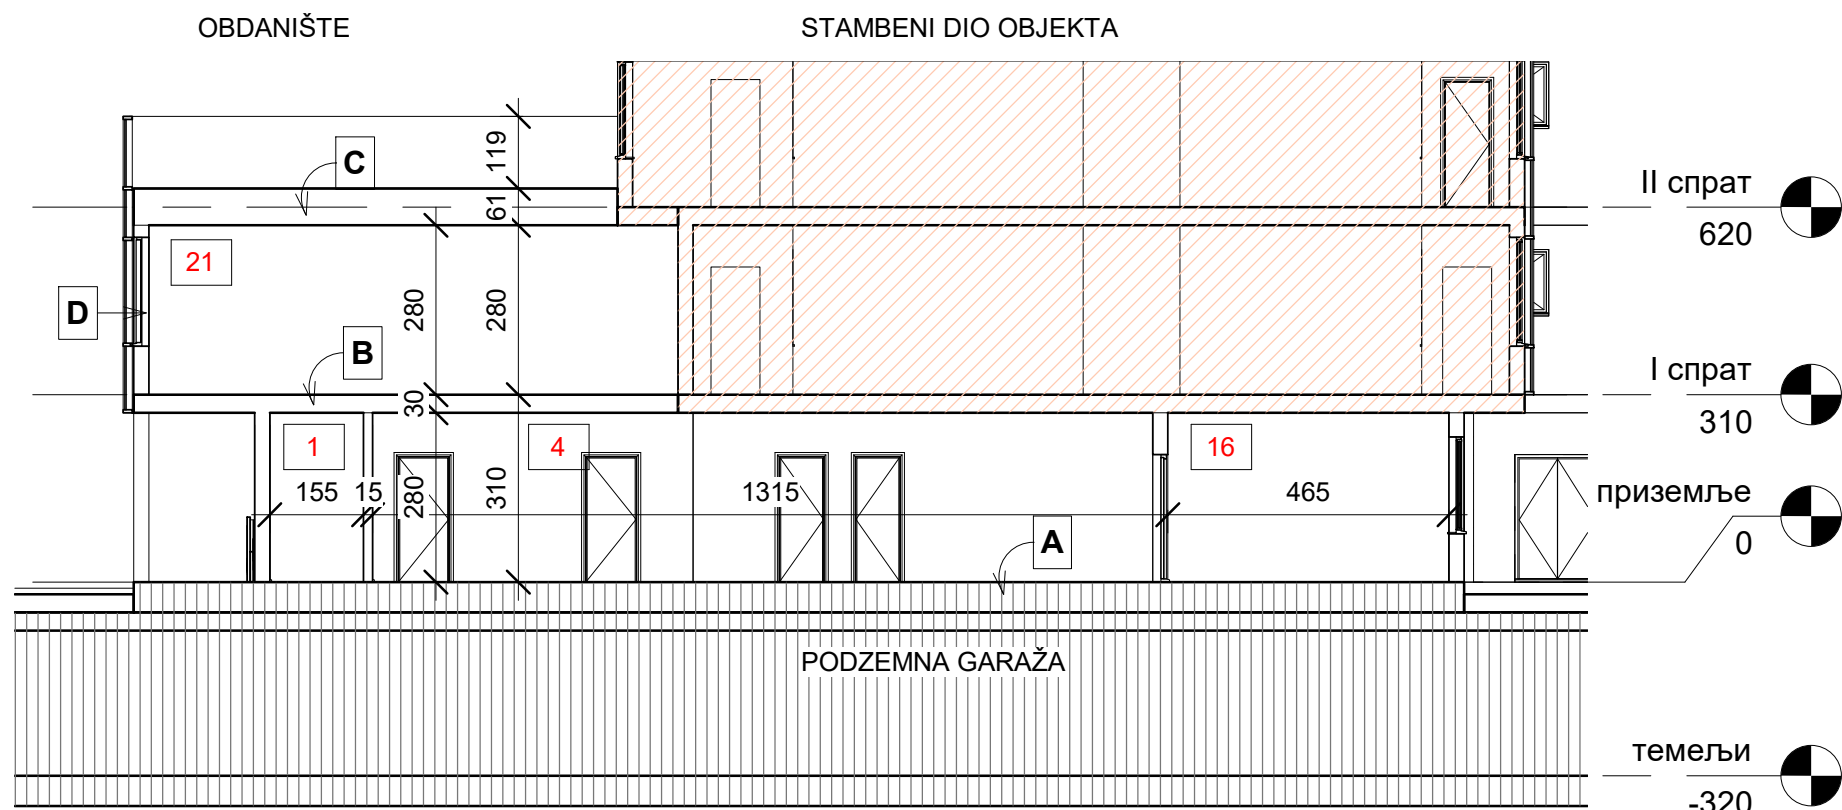 OBDANIŠTE
STAMBENI DIO OBJEKTA
119
C
II спрат
61
620
21
280
280
D
B
I спрат
30
310
1
4
16
155
15
280
310
1315
465
приземље
A
0
PODZEMNA GARAŽA
темељи
-320